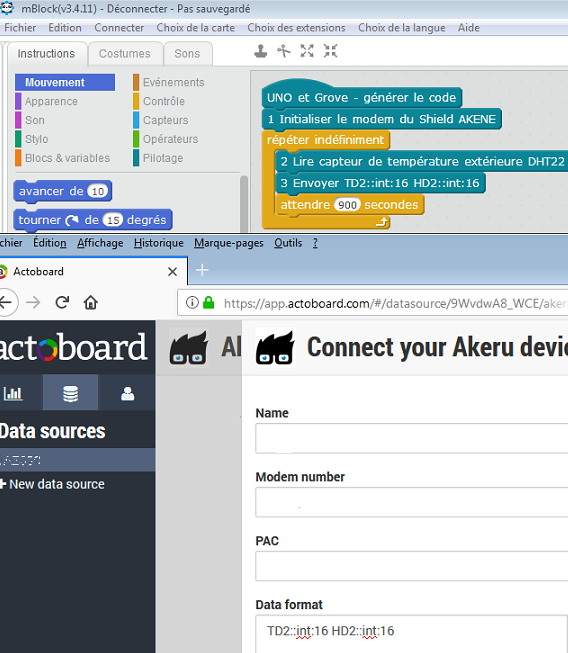 mBlock(v3.4.11) - Déconnecter - Pas sauvegardé
Fichier Edition Connecter Choix de la carte Choix des extensions Choix de la langue Aide
Instructions Costumes Sons
Mouvement
Apparence
Son
Stylo
Blocs & variables
Evénements
Contrôle
Capteurs
Opérateurs
Pilotage
avancer de 10
tourner de 15 degrés
UNO et Grove - générer le code
1 Initialiser le modem du Shield AKENE
répéter indéfiniment
2 Lire capteur de température extérieure DHT22
3 Envoyer TD2::int:16 HD2::int:16
attendre 900 secondes
chier Édition Affichage Historique Marque-pages Outils ?
Actoboard
https://app.actoboard.com/#/datasource/9WvdwA8_WCE/aker
actoboard
Data sources
+ New data source
Al
Connect your Akeru devic
Name
Modem number
PAC
Data format
TD2::int:16 HD2::int:16